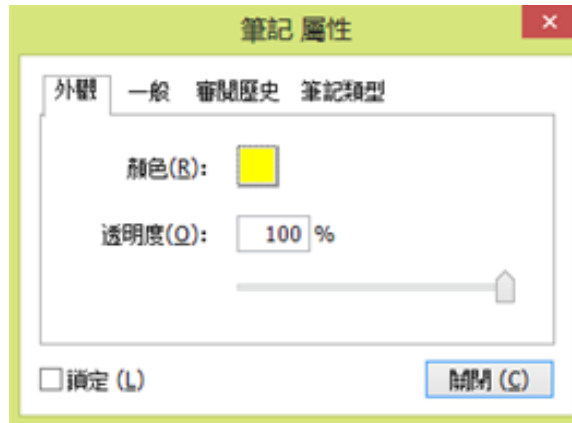 筆記 屬性
外觀 一般 審閱歷史 筆記類型
顏色(R):
透明度(O): 100 %
鎖定 (L) 關閉 (C)